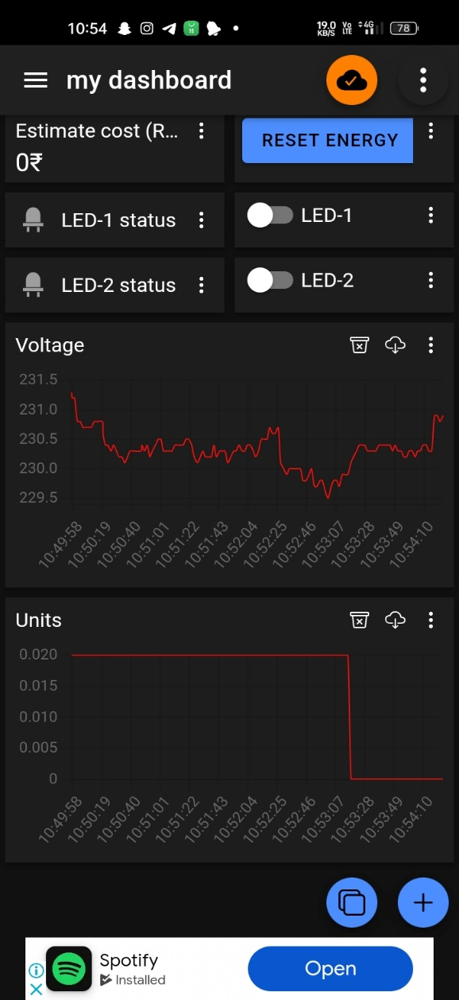 10:54
19.0 KB/S
Vo LTE
4G
78
my dashboard
Estimate cost (R...
0₹
RESET ENERGY
LED-1 status
LED-1
LED-2 status
LED-2
Voltage
231.5
231.0
230.5
230.0
229.5
10:49:58
10:50:19
10:50:40
10:51:01
10:51:22
10:51:43
10:52:04
10:52:25
10:52:46
10:53:07
10:53:28
10:53:49
10:54:10
Units
0.020
0.015
0.010
0.005
0
10:49:58
10:50:19
10:50:40
10:51:01
10:51:22
10:51:43
10:52:04
10:52:25
10:52:46
10:53:07
10:53:28
10:53:49
10:54:10
Spotify
Installed
Open